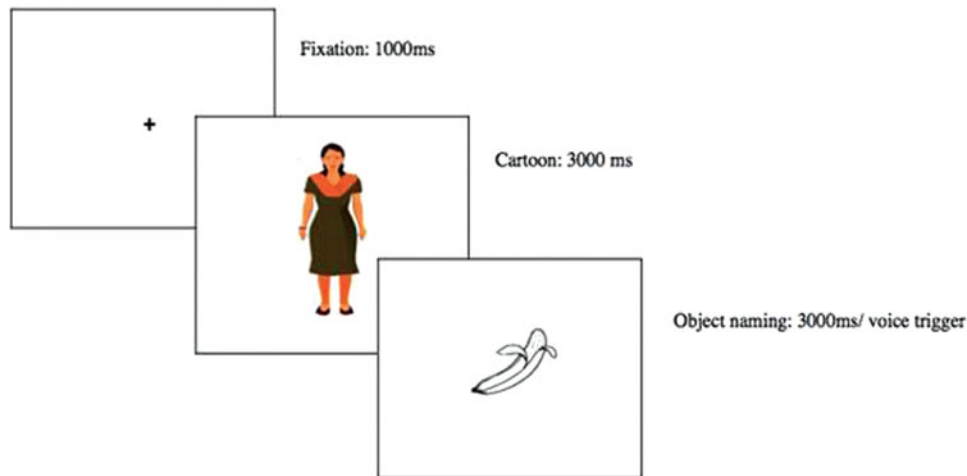 Fixation: 1000ms
Cartoon: 3000 ms
Object naming: 3000ms/ voice trigger